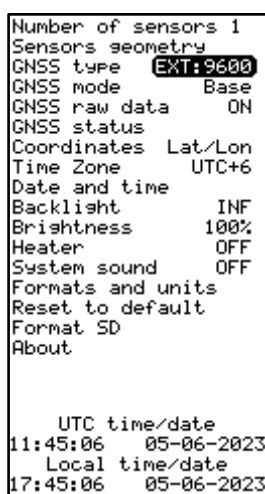 Number of sensors 1
Sensors geometry
GNSS type EXT:9600
GNSS mode Base
GNSS raw data ON
GNSS status
Coordinates Lat/Lon
Time Zone UTC+6
Date and time
Backlight INF
Brightness 100%
Heater OFF
System sound OFF
Formats and units
Reset to default
Format SD
About
UTC time/date
11:45:06 05-06-2023
Local time/date
17:45:06 05-06-2023